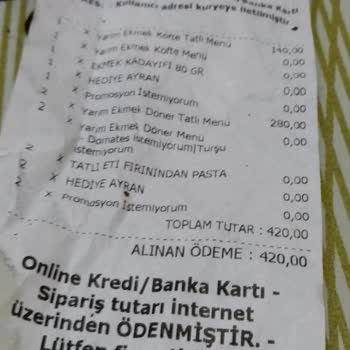 Banka Kartı
Kullanıcı adresi kuryeye iletilmiştir
1 x Yarım Ekmek Köfte Tatlı Menü 140,00
x Yarım Ekmek Köfte Menü 0,00
1 x EKMEK KADAYIFI 80 GR 0,00
x HEDİYE AYRAN 0,00
x Promosyon İstemiyorum 0,00
2 x Yarım Ekmek Döner Tatlı Menü 280,00
2 x Yarım Ekmek Döner Menü 0,00
- Domates İstemiyorum|Turşu
İstemiyorum
2 x TATLI ETİ FIRININDAN PASTA 0,00
2 x HEDİYE AYRAN 0,00
x Promosyon İstemiyorum 0,00
TOPLAM TUTAR : 420,00
ALINAN ÖDEME : 420,00
Online Kredi/Banka Kartı -
Sipariş tutarı internet
üzerinden ÖDENMİŞTİR. -
Lütfen